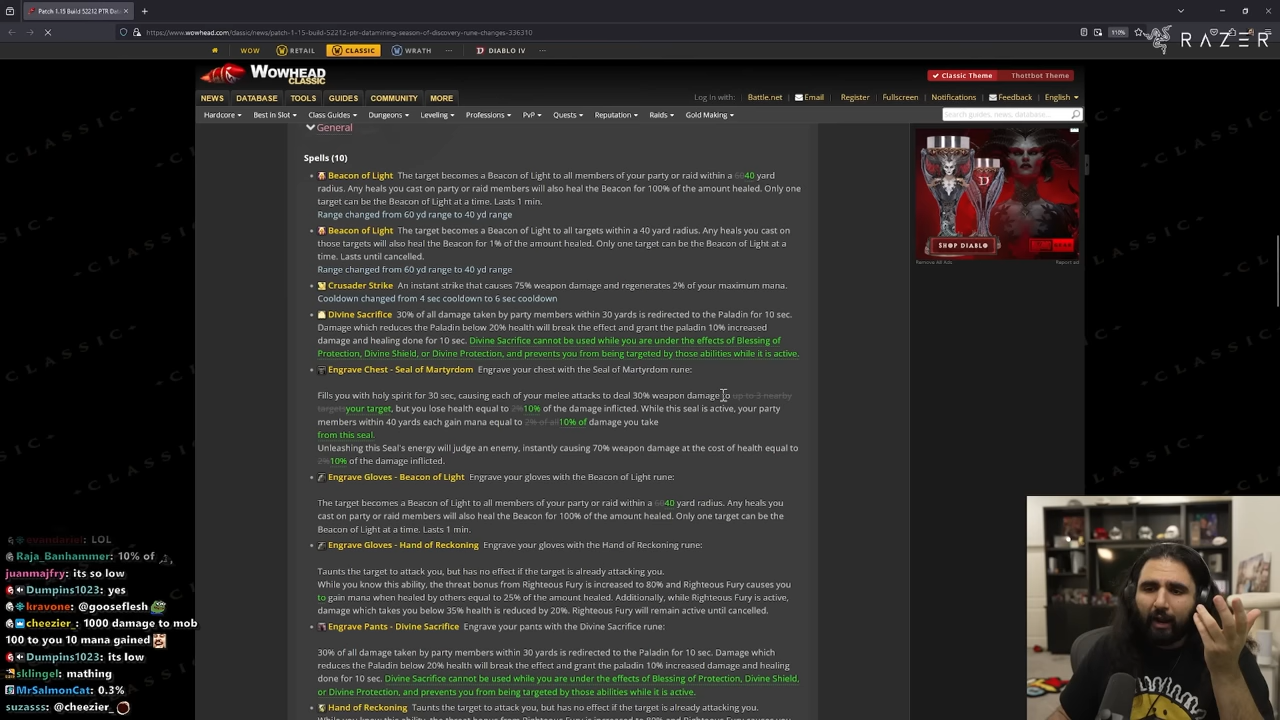 Patch 1.15 Build 52212 PTR Dat
https://www.wowhead.com/classic/news/patch-1-15-build-52212-ptr-datamining-season-of-discovery-rune-changes-336310
110%
RAZER
WOW RETAIL CLASSIC WRATH ... DIABLO IV ...
WOWHEAD
CLASSIC
Classic Theme Thottbot Theme
NEWS DATABASE TOOLS GUIDES COMMUNITY MORE
Log In with: Battle.net Email Register Fullscreen Notifications Feedback English
Hardcore Best in Slot Class Guides Dungeons Leveling Professions PvP Quests Reputation Raids Gold Making
Search guides, news, database...
General
Spells (10)
Beacon of Light The target becomes a Beacon of Light to all members of your party or raid within a 6040 yard
radius. Any heals you cast on party or raid members will also heal the Beacon for 100% of the amount healed. Only one
target can be the Beacon of Light at a time. Lasts 1 min.
Range changed from 60 yd range to 40 yd range
Beacon of Light The target becomes a Beacon of Light to all targets within a 40 yard radius. Any heals you cast on
those targets will also heal the Beacon for 1% of the amount healed. Only one target can be the Beacon of Light at a
time. Lasts until cancelled.
Range changed from 60 yd range to 40 yd range
Crusader Strike An instant strike that causes 75% weapon damage and regenerates 2% of your maximum mana.
Cooldown changed from 4 sec cooldown to 6 sec cooldown
Divine Sacrifice 30% of all damage taken by party members within 30 yards is redirected to the Paladin for 10 sec.
Damage which reduces the Paladin below 20% health will break the effect and grant the paladin 10% increased
damage and healing done for 10 sec. Divine Sacrifice cannot be used while you are under the effects of Blessing of
Protection, Divine Shield, or Divine Protection, and prevents you from being targeted by those abilities while it is active.
Engrave Chest - Seal of Martyrdom Engrave your chest with the Seal of Martyrdom rune:
Fills you with holy spirit for 30 sec, causing each of your melee attacks to deal 30% weapon damage to up to 3 nearby
targetsyour target, but you lose health equal to 2%10% of the damage inflicted. While this seal is active, your party
members within 40 yards each gain mana equal to 2% of all10% of damage you take
from this seal.
Unleashing this Seal's energy will judge an enemy, instantly causing 70% weapon damage at the cost of health equal to
2%10% of the damage inflicted.
Engrave Gloves - Beacon of Light Engrave your gloves with the Beacon of Light rune:
The target becomes a Beacon of Light to all members of your party or raid within a 6040 yard radius. Any heals you
cast on party or raid members will also heal the Beacon for 100% of the amount healed. Only one target can be the
Beacon of Light at a time. Lasts 1 min.
Engrave Gloves - Hand of Reckoning Engrave your gloves with the Hand of Reckoning rune:
Taunts the target to attack you, but has no effect if the target is already attacking you.
While you know this ability, the threat bonus from Righteous Fury is increased to 80% and Righteous Fury causes you
to gain mana when healed by others equal to 25% of the amount healed. Additionally, while Righteous Fury is active,
damage which takes you below 35% health is reduced by 20%. Righteous Fury will remain active until cancelled.
Engrave Pants - Divine Sacrifice Engrave your pants with the Divine Sacrifice rune:
30% of all damage taken by party members within 30 yards is redirected to the Paladin for 10 sec. Damage which
reduces the Paladin below 20% health will break the effect and grant the paladin 10% increased damage and healing
done for 10 sec. Divine Sacrifice cannot be used while you are under the effects of Blessing of Protection, Divine Shield,
or Divine Protection, and prevents you from being targeted by those abilities while it is active.
Hand of Reckoning Taunts the target to attack you, but has no effect if the target is already attacking you.
SHOP DIABLO
Remove All Ads
Report ad
LOL
Raja_Banhammer: 10% of
juanmajfry: its so low
Dumpins1023: yes
kravone: @gooseflesh
cheezier_: 1000 damage to mob
100 to you 10 mana gained
Dumpins1023: its low
sklingel: mathing
MrSalmonCat: 0.3%
suzasss: @cheezier_